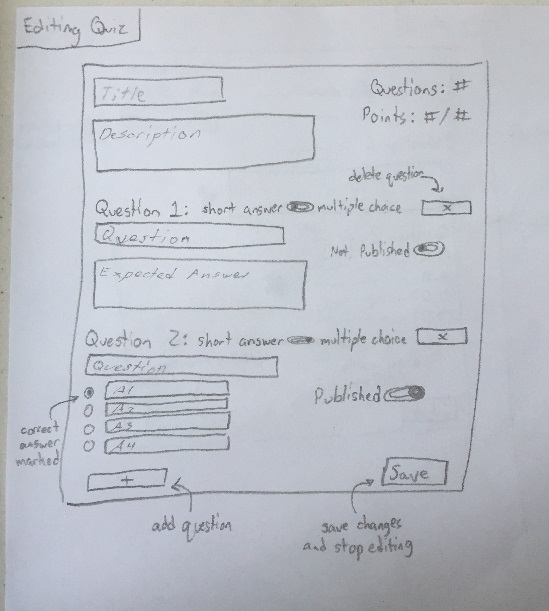 Editing Quiz
Title
Questions: #
Points: #/#
Description
delete question
Question 1: short answer multiple choice x
Question
Not Published
Expected Answer
Question 2: short answer multiple choice x
Question
A1
Published
A2
A3
A4
correct
answer
marked
+
Save
add question
save changes
and stop editing